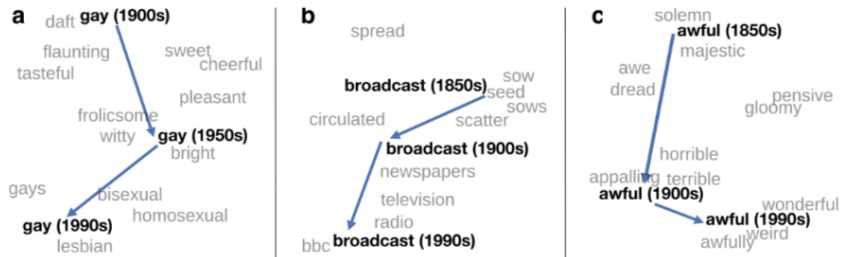 a
daft gay (1900s)
flaunting sweet
tasteful cheerful
pleasant
frolicsome
witty gay (1950s)
bright
gays bisexual
homosexual
gay (1990s)
lesbian
b
spread
broadcast (1850s) sow
seed
sows
circulated scatter
broadcast (1900s)
newspapers
television
radio
bbc broadcast (1990s)
c
solemn
awful (1850s)
majestic
awe
dread
pensive
gloomy
horrible
appalling terrible
awful (1900s)
wonderful
awful (1990s)
weird
awfully